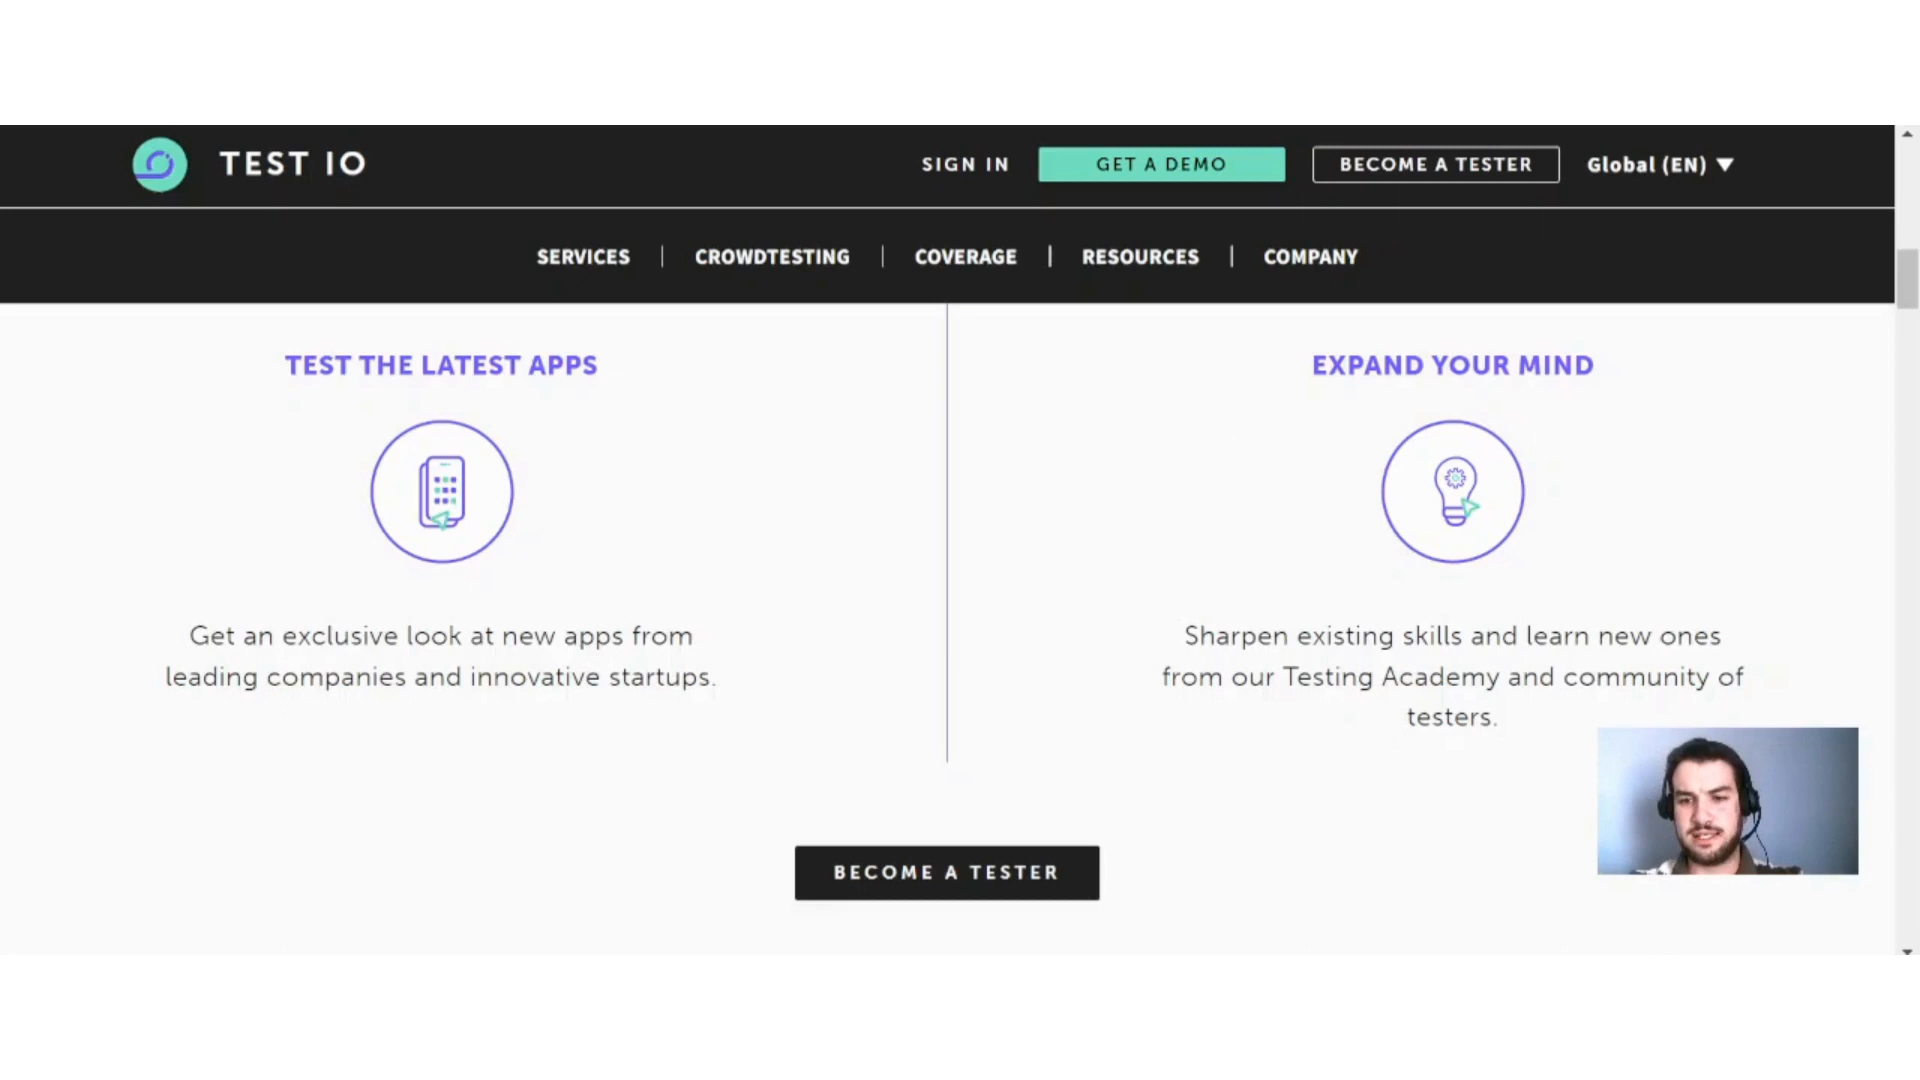 TEST IO
SIGN IN
GET A DEMO
BECOME A TESTER
Global (EN)
SERVICES
CROWDTESTING
COVERAGE
RESOURCES
COMPANY
TEST THE LATEST APPS
Get an exclusive look at new apps from
leading companies and innovative startups.
EXPAND YOUR MIND
Sharpen existing skills and learn new ones
from our Testing Academy and community of
testers.
BECOME A TESTER